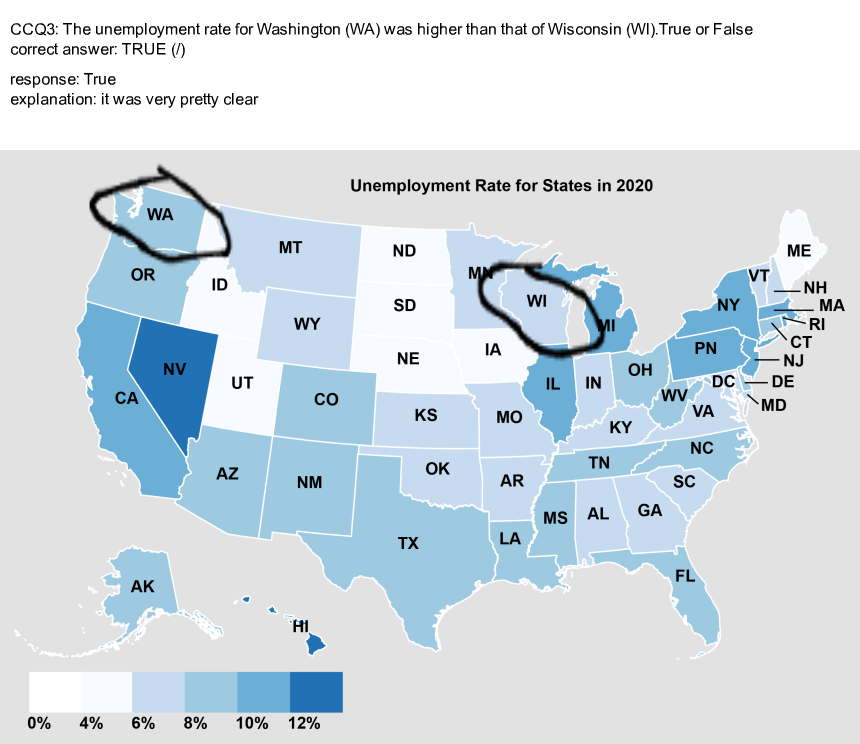 CCQ3: The unemployment rate for Washington (WA) was higher than that of Wisconsin (WI).True or False
correct answer: TRUE (/)
response: True
explanation: it was very pretty clear
Unemployment Rate for States in 2020
WA
MT
ND
ME
OR
ID
MN
VT
NH
SD
WI
NY
MA
WY
MI
RI
IA
PN
CT
NE
NJ
NV
UT
IL
IN
OH
DC
DE
CA
CO
WV
MD
KS
MO
VA
KY
NC
AZ
NM
OK
TN
AR
SC
TX
MS
AL
GA
LA
FL
AK
HI
0% 4% 6% 8% 10% 12%